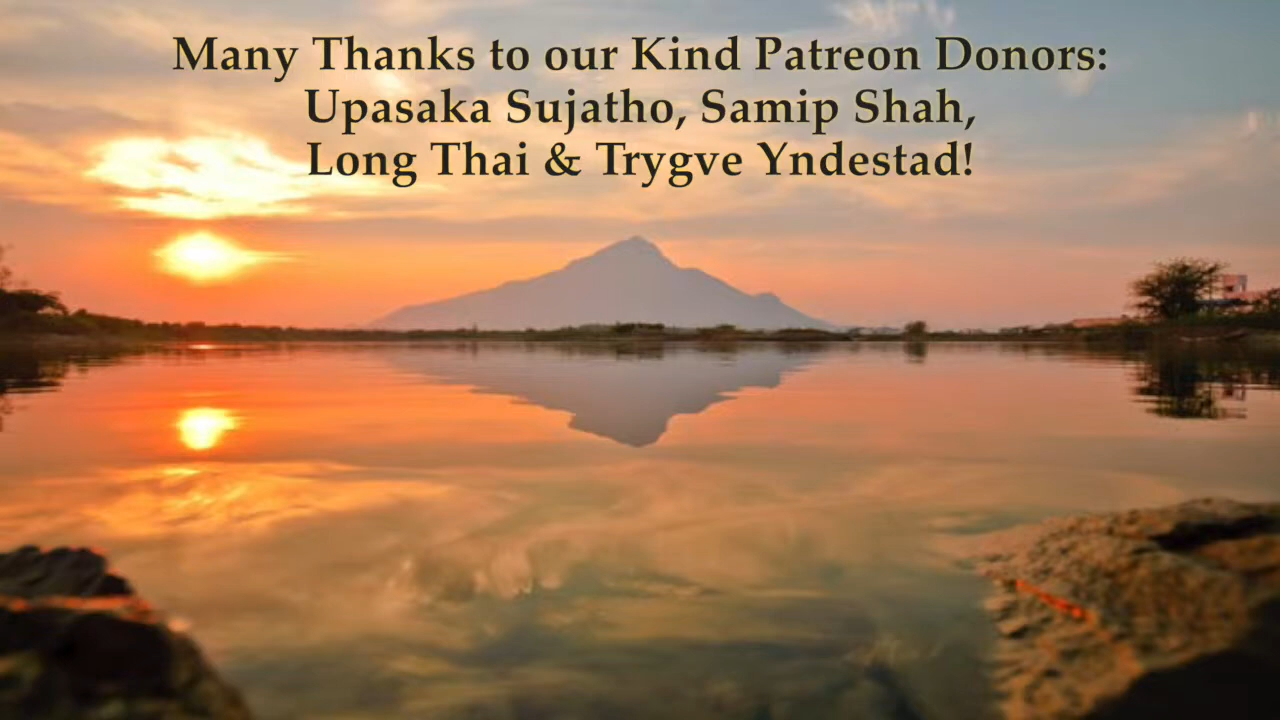 Many Thanks to our Kind Patreon Donors:
Upasaka Sujatho, Samip Shah,
Long Thai & Trygve Yndestad!